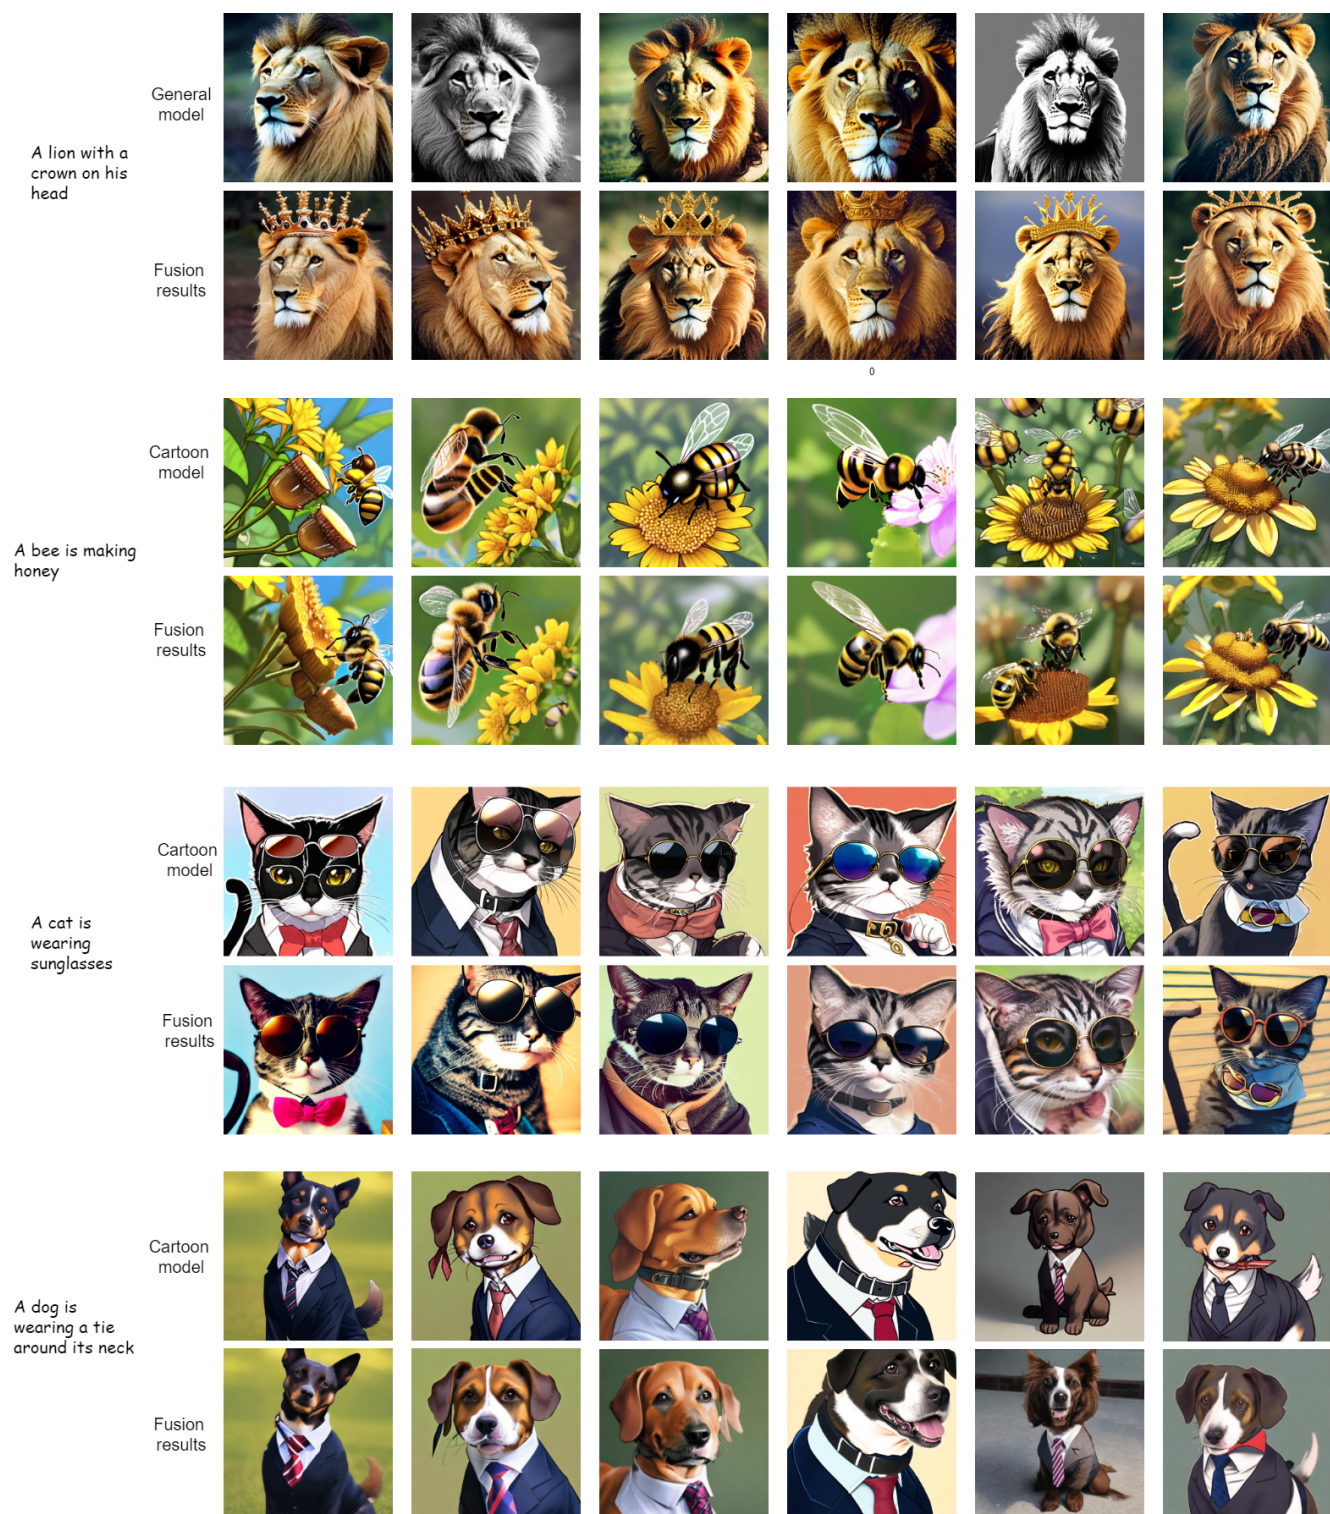 General
model
A lion with a
crown on his
head
Fusion
results
0
Cartoon
model
A bee is making
honey
Fusion
results
Cartoon
model
A cat is
wearing
sunglasses
Fusion
results
Cartoon
model
A dog is
wearing a tie
around its neck
Fusion
results